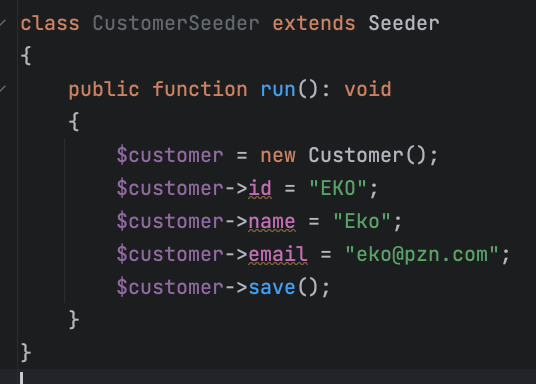 class CustomerSeeder extends Seeder
{
    public function run(): void
    {
        $customer = new Customer();
        $customer->id = "EKO";
        $customer->name = "Eko";
        $customer->email = "eko@pzn.com";
        $customer->save();
    }
}